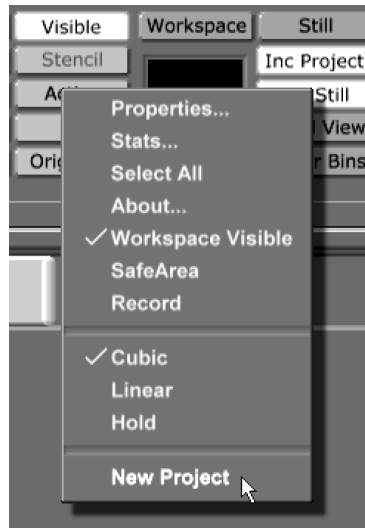 Visible Workspace Still
Stencil Inc Project
Still
View
Bins
Properties...
Stats...
Select All
About...
Workspace Visible
SafeArea
Record
Cubic
Linear
Hold
New Project